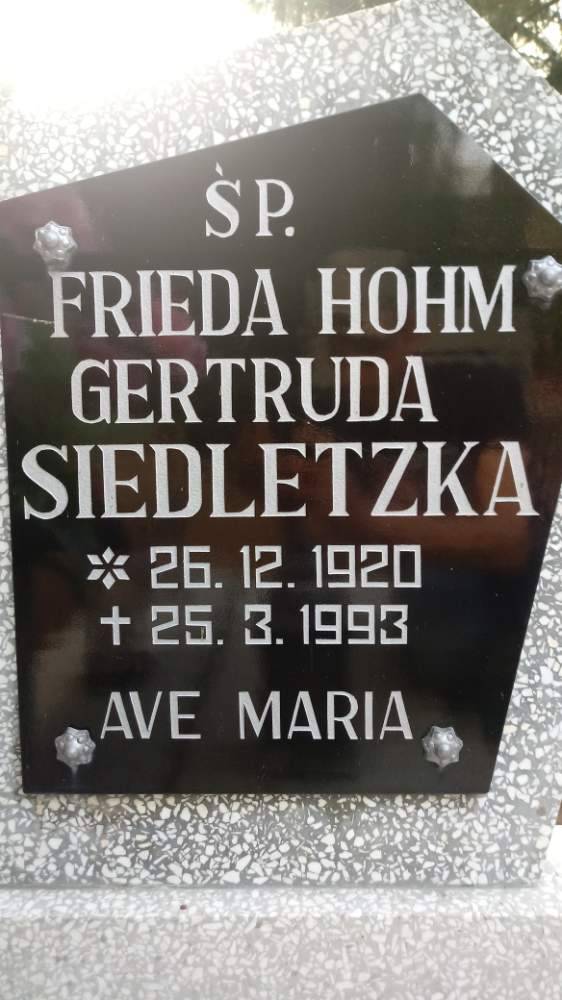 ŚP.
FRIEDA HOHM
GERTRUDA
SIEDLETZKA
* 26. 12. 1920
✝ 25. 3. 1993
AVE MARIA